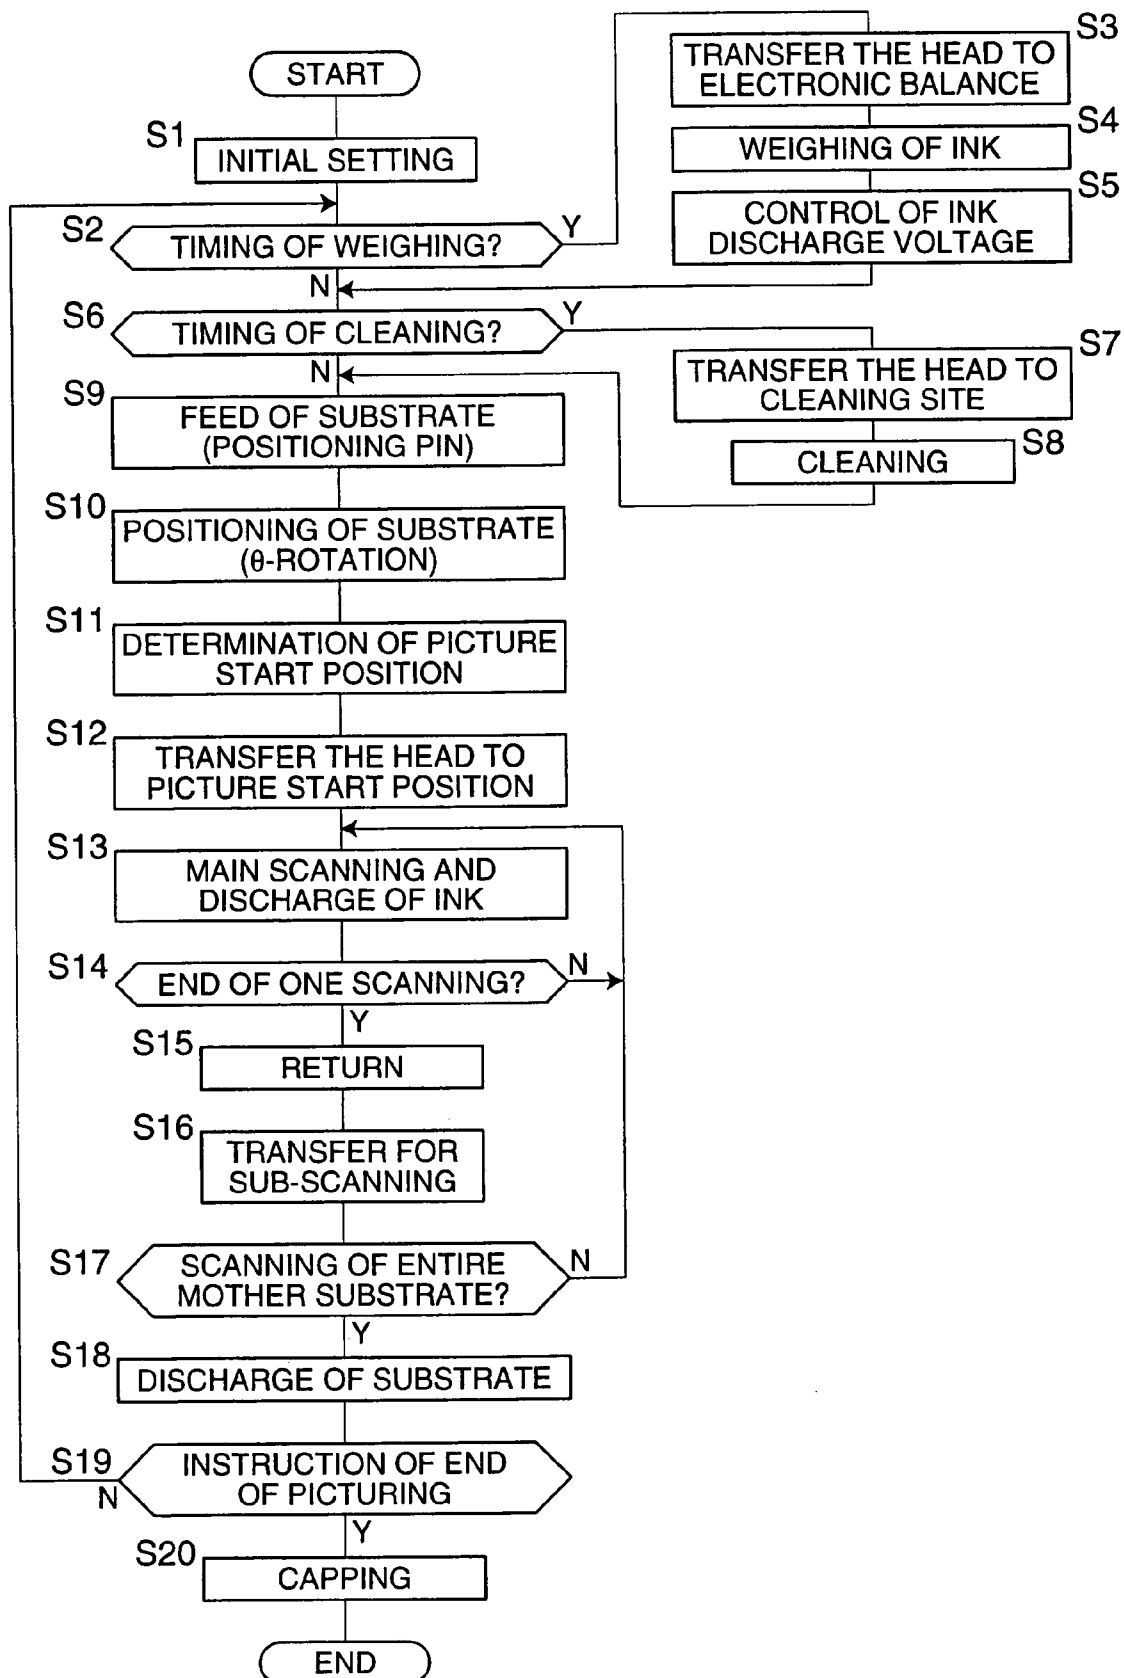 START
S1
INITIAL SETTING
S2
TIMING OF WEIGHING?
Y
N
S3
TRANSFER THE HEAD TO
ELECTRONIC BALANCE
S4
WEIGHING OF INK
S5
CONTROL OF INK
DISCHARGE VOLTAGE
S6
TIMING OF CLEANING?
Y
N
S7
TRANSFER THE HEAD TO
CLEANING SITE
S8
CLEANING
S9
FEED OF SUBSTRATE
(POSITIONING PIN)
S10
POSITIONING OF SUBSTRATE
(θ-ROTATION)
S11
DETERMINATION OF PICTURE
START POSITION
S12
TRANSFER THE HEAD TO
PICTURE START POSITION
S13
MAIN SCANNING AND
DISCHARGE OF INK
S14
END OF ONE SCANNING?
N
Y
S15
RETURN
S16
TRANSFER FOR
SUB-SCANNING
S17
SCANNING OF ENTIRE
MOTHER SUBSTRATE?
N
Y
S18
DISCHARGE OF SUBSTRATE
S19
INSTRUCTION OF END
OF PICTURING
N
Y
S20
CAPPING
END